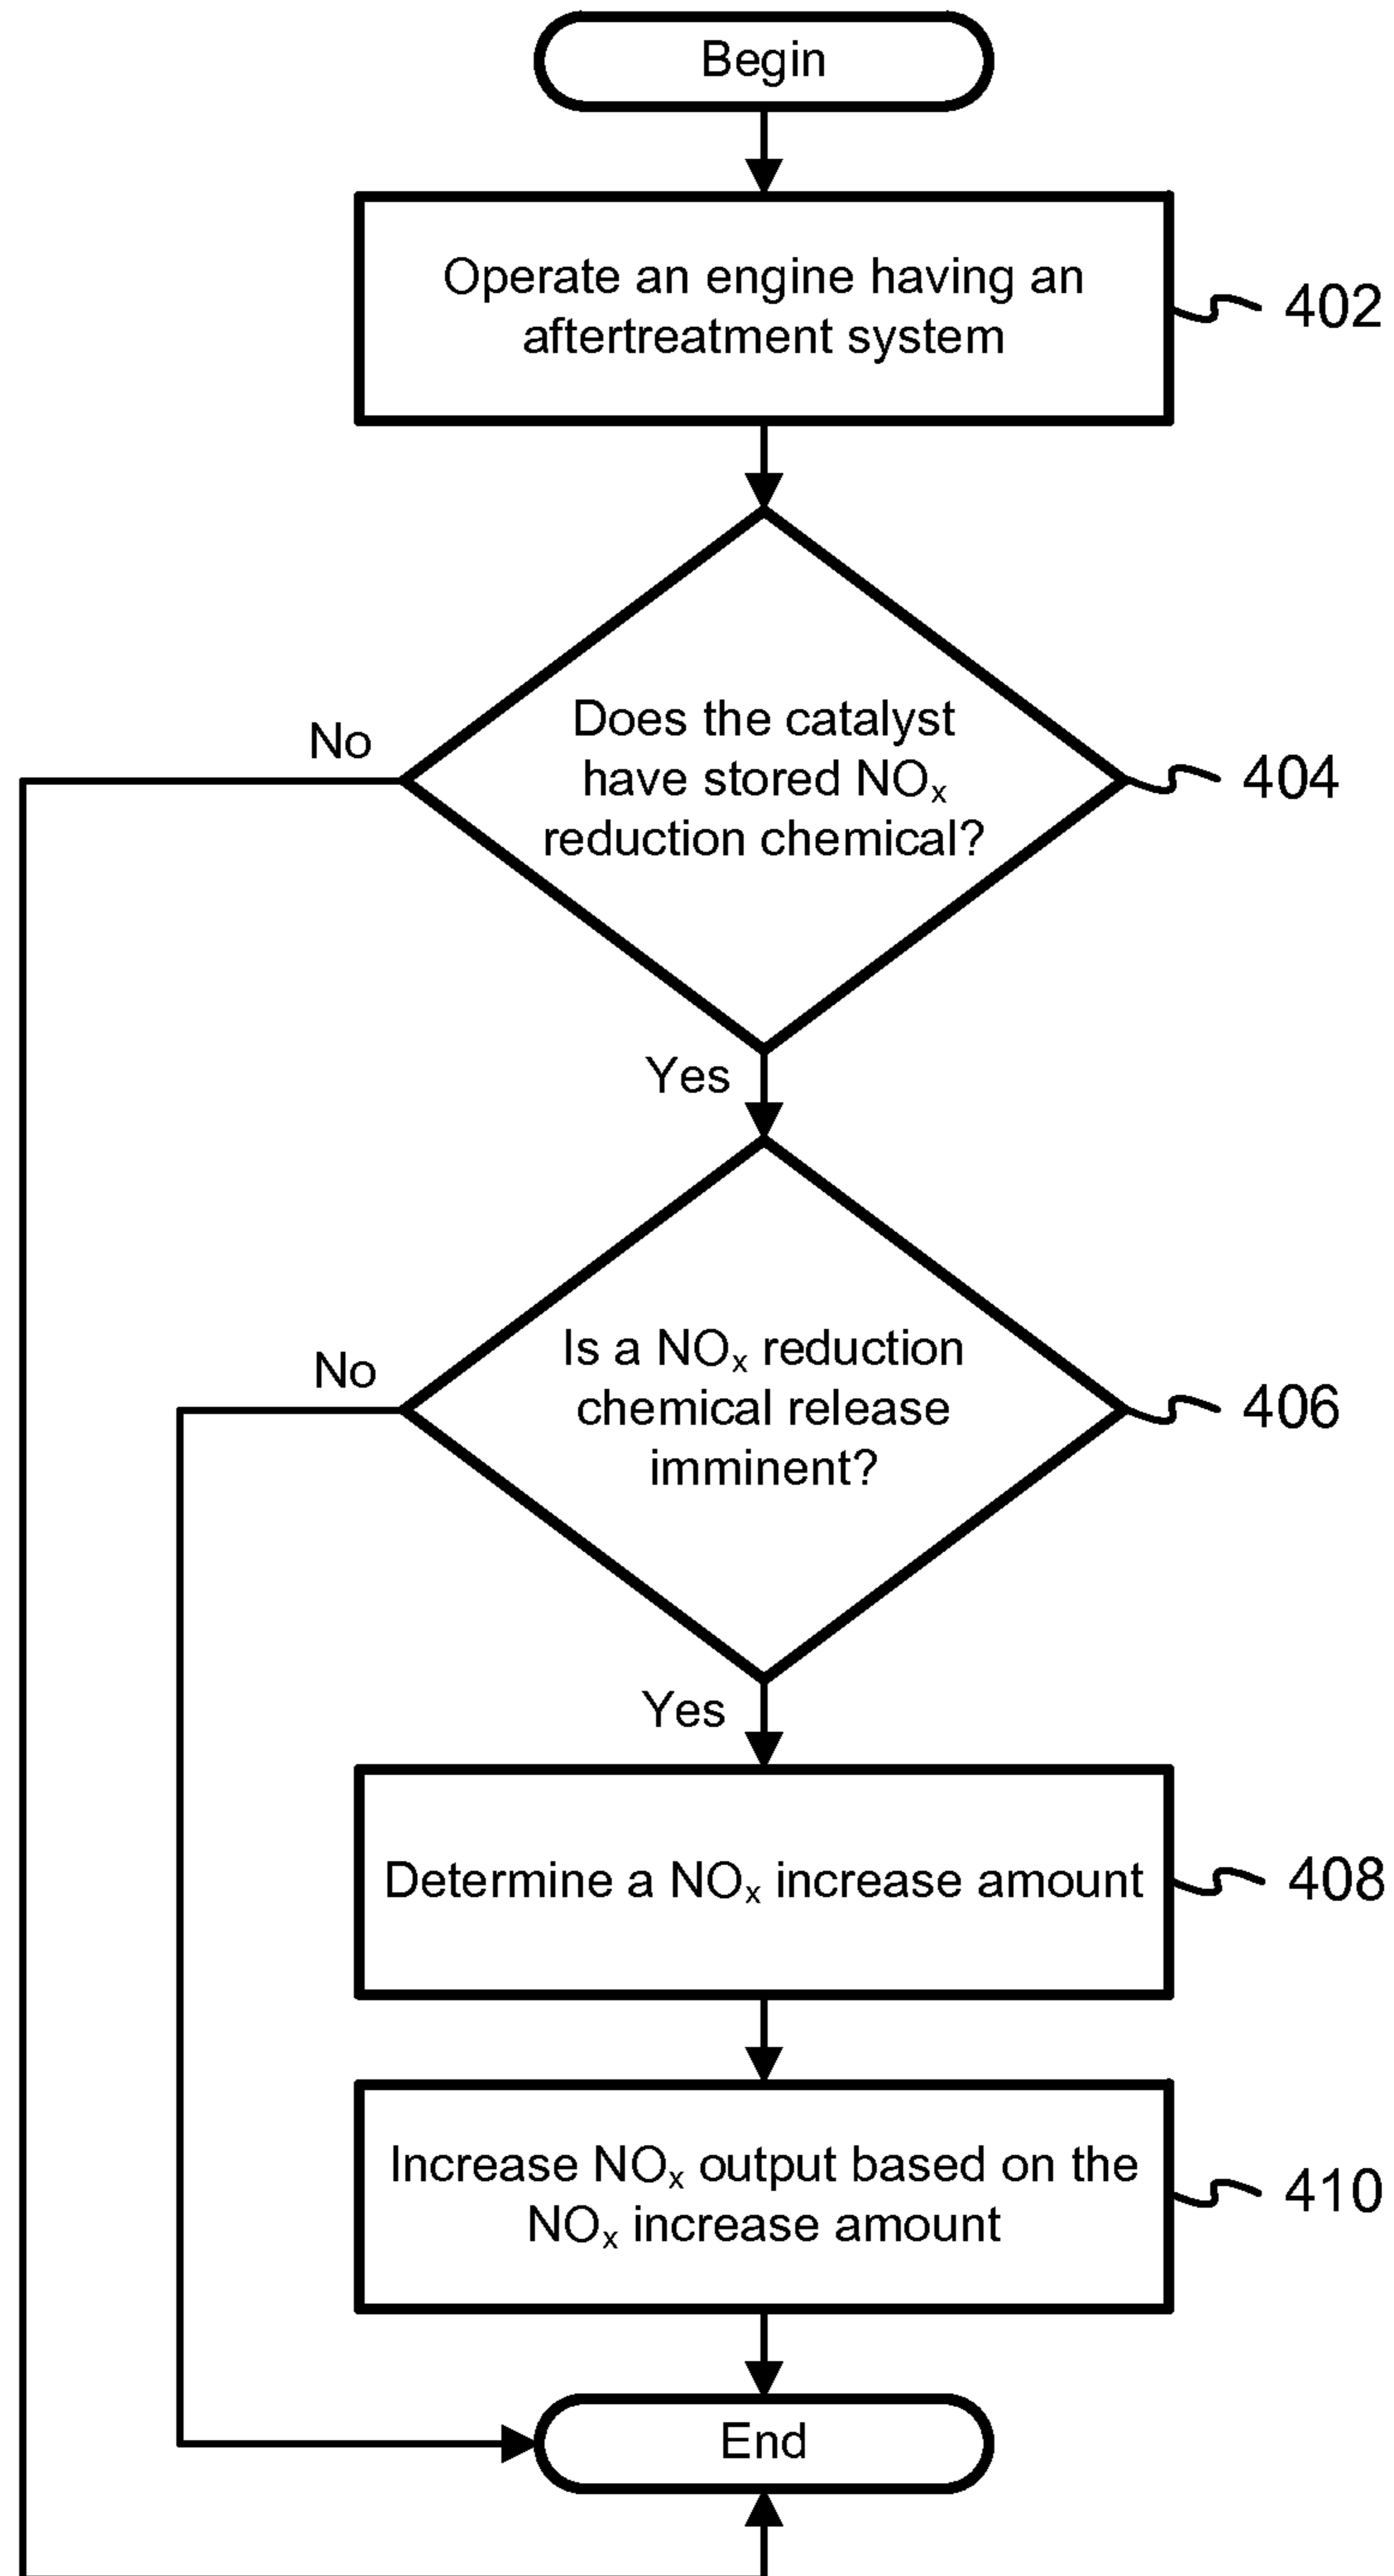 Begin
Operate an engine having an
aftertreatment system
402
Does the catalyst
have stored NOₓ
reduction chemical?
404
No
Yes
Is a NOₓ reduction
chemical release
imminent?
406
No
Yes
Determine a NOₓ increase amount
408
Increase NOₓ output based on the
NOₓ increase amount
410
End